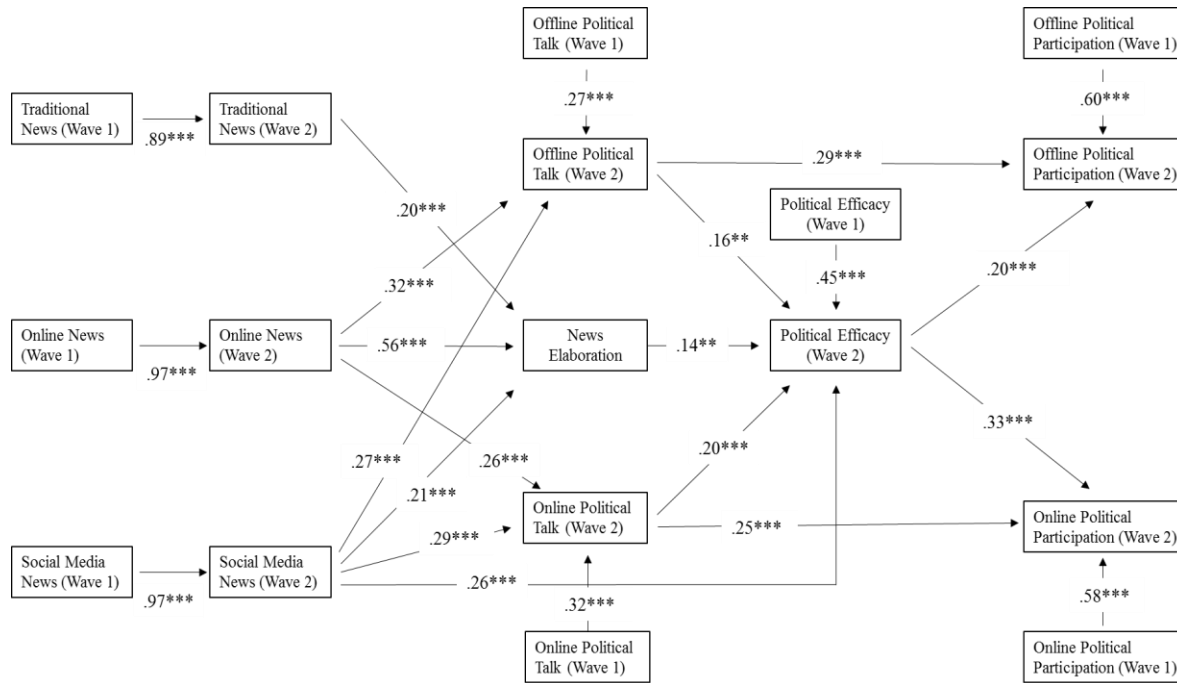 Offline Political
Talk (Wave 1)
Offline Political
Participation (Wave 1)
.27***
.60***
Traditional
News (Wave 1)
.89***
Traditional
News (Wave 2)
Offline Political
Talk (Wave 2)
.29***
Offline Political
Participation (Wave 2)
.20***
Political Efficacy
(Wave 1)
.16**
.45***
.20***
.32***
Online News
(Wave 1)
.97***
Online News
(Wave 2)
.56***
News
Elaboration
.14**
Political Efficacy
(Wave 2)
.33***
.20***
.27***
.26***
.21***
Online Political
Talk (Wave 2)
.25***
Online Political
Participation (Wave 2)
.29***
Social Media
News (Wave 1)
.97***
Social Media
News (Wave 2)
.26***
.32***
.58***
Online Political
Talk (Wave 1)
Online Political
Participation (Wave 1)